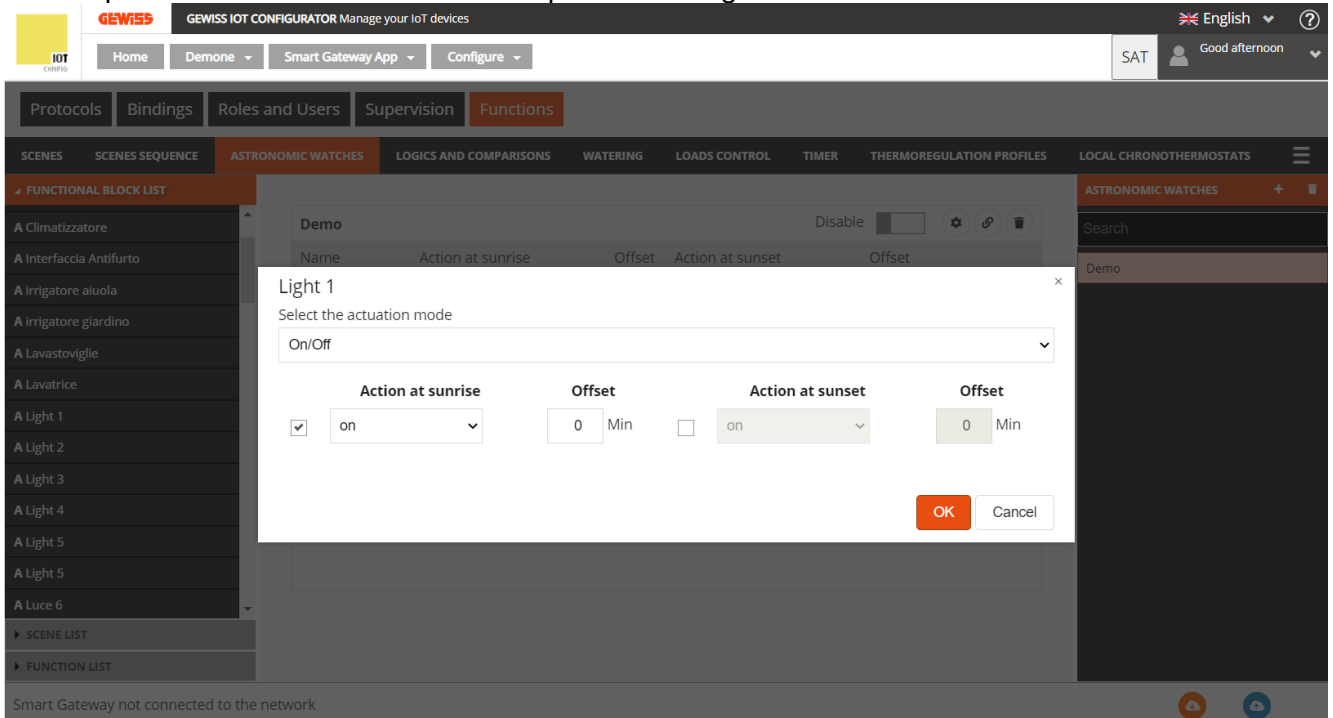 GEWISS GEWISS IOT CONFIGURATOR Manage your IoT devices English ?
IOT
CONFIG
Home Demone Smart Gateway App Configure SAT Good afternoon
Protocols Bindings Roles and Users Supervision Functions
SCENES SCENES SEQUENCE ASTRONOMIC WATCHES LOGICS AND COMPARISONS WATERING LOADS CONTROL TIMER THERMOREGULATION PROFILES LOCAL CHRONOTHERMOSTATS
FUNCTIONAL BLOCK LIST
A Climatizzatore
A Interfaccia Antifurto
A irrigatore aiuola
A irrigatore giardino
A Lavastoviglie
A Lavatrice
A Light 1
A Light 2
A Light 3
A Light 4
A Light 5
A Light 5
A Luce 6
SCENE LIST
FUNCTION LIST
Demo Disable
Name Action at sunrise Offset Action at sunset Offset
Light 1 ×
Select the actuation mode
On/Off
Action at sunrise Offset Action at sunset Offset
on 0 Min on 0 Min
OK Cancel
ASTRONOMIC WATCHES +
Search
Demo
Smart Gateway not connected to the network